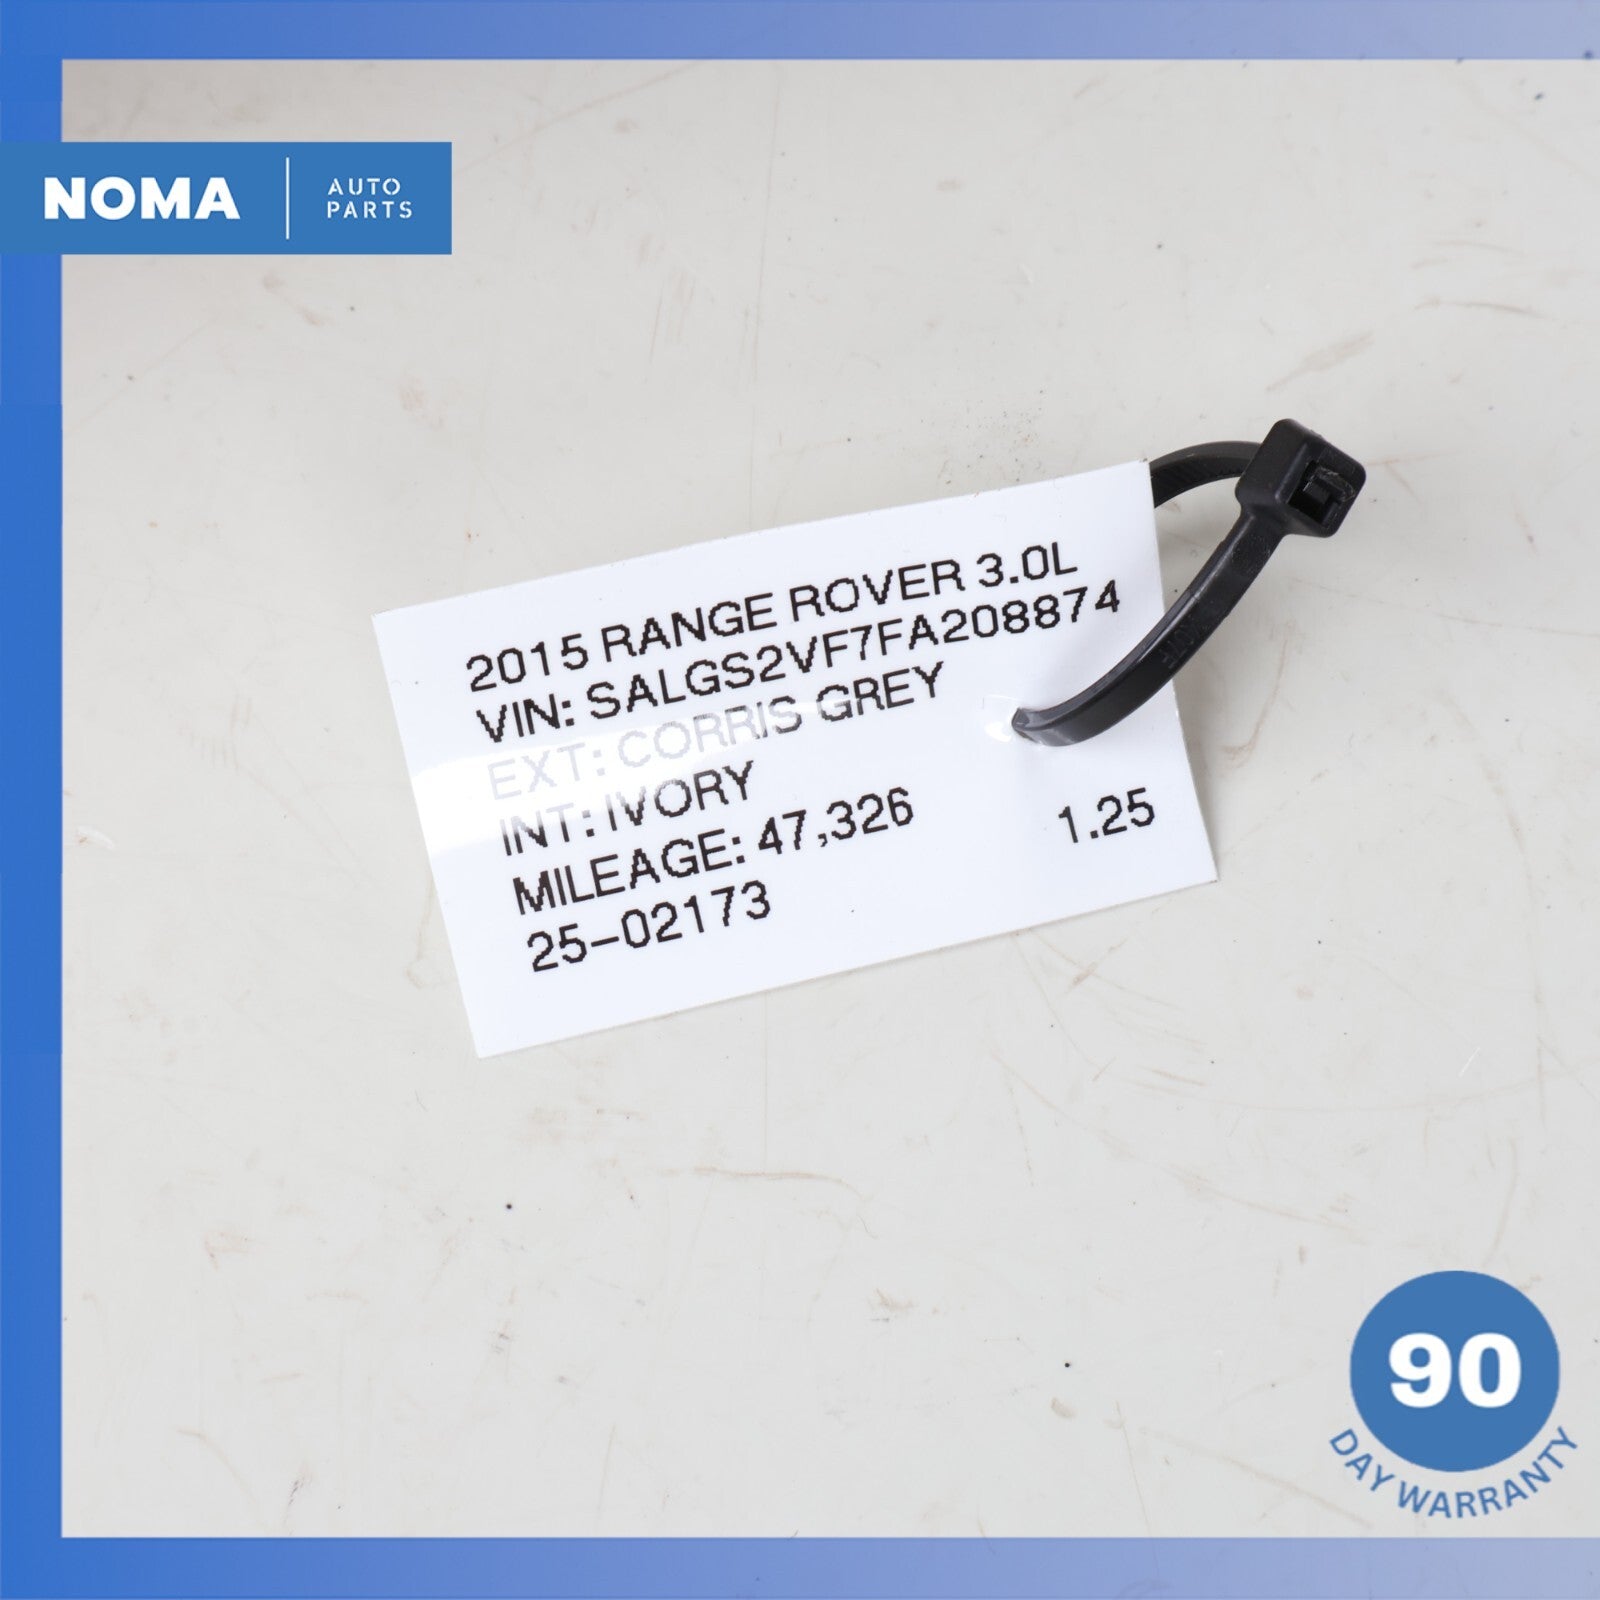 NOMA
AUTO
PARTS
2015 RANGE ROVER 3.0L
VIN: SALGS2VF7FA208874
EXT: CORRIS GREY
INT: IVORY
MILEAGE: 47,326
1.25
25-02173
90
DAY WARRANTY